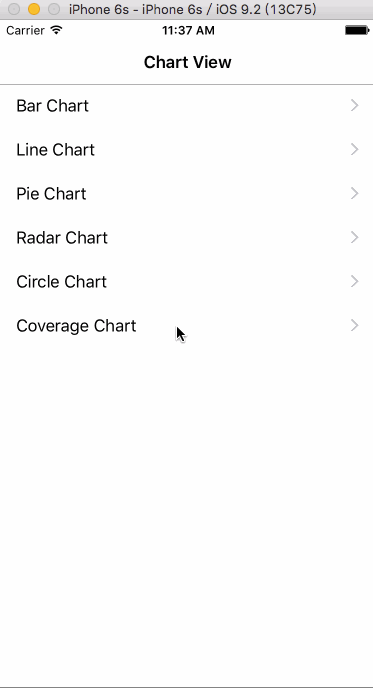 iPhone 6s - iPhone 6s / iOS 9.2 (13C75)
Carrier 11:37 AM
Chart View
Bar Chart
Line Chart
Pie Chart
Radar Chart
Circle Chart
Coverage Chart